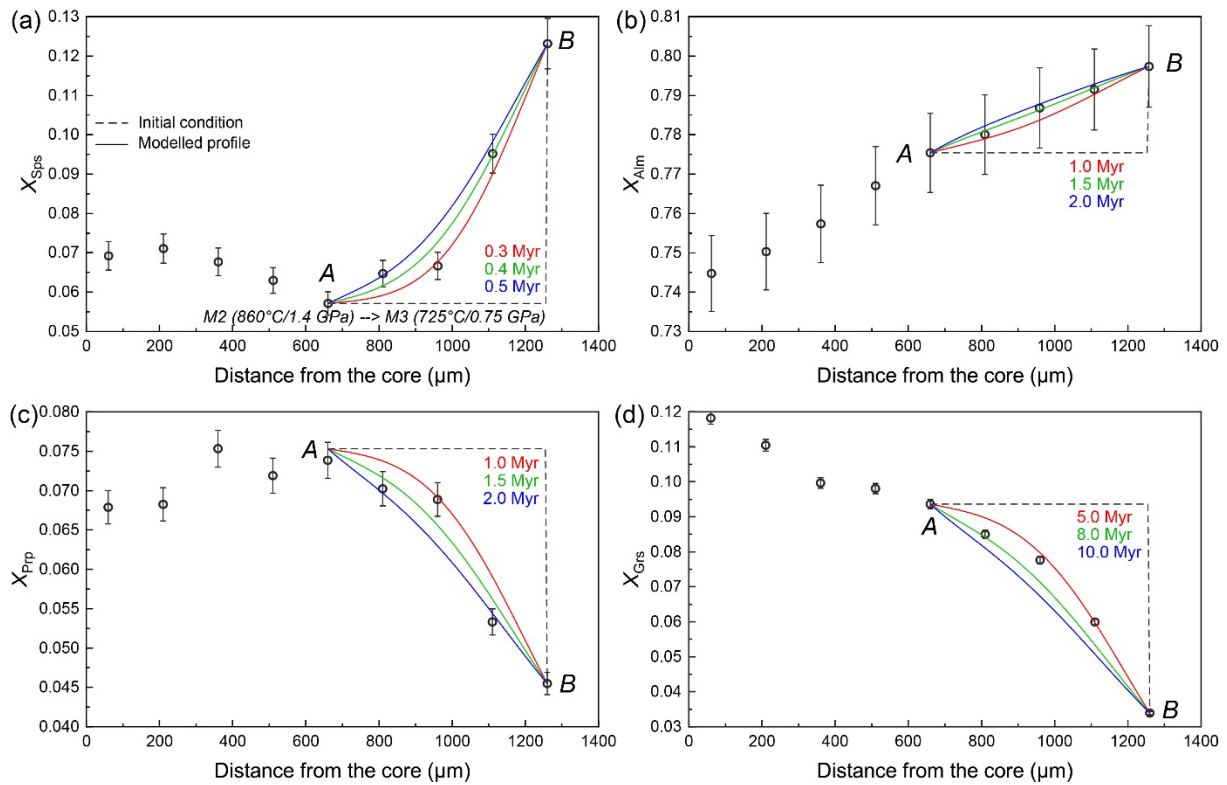 (a)
0.13
0.12
0.11
0.10
0.09
0.08
0.07
0.06
0.05
X_Sps
B
Initial condition
Modelled profile
A
0.3 Myr
0.4 Myr
0.5 Myr
M2 (860°C/1.4 GPa) --> M3 (725°C/0.75 GPa)
0 200 400 600 800 1000 1200 1400
Distance from the core (µm)
(b)
0.81
0.80
0.79
0.78
0.77
0.76
0.75
0.74
0.73
X_Alm
B
A
1.0 Myr
1.5 Myr
2.0 Myr
0 200 400 600 800 1000 1200 1400
Distance from the core (µm)
(c)
0.080
0.075
0.070
0.065
0.060
0.055
0.050
0.045
0.040
X_Prp
A
1.0 Myr
1.5 Myr
2.0 Myr
B
0 200 400 600 800 1000 1200 1400
Distance from the core (µm)
(d)
0.12
0.11
0.10
0.09
0.08
0.07
0.06
0.05
0.04
0.03
X_Grs
A
5.0 Myr
8.0 Myr
10.0 Myr
B
0 200 400 600 800 1000 1200 1400
Distance from the core (µm)